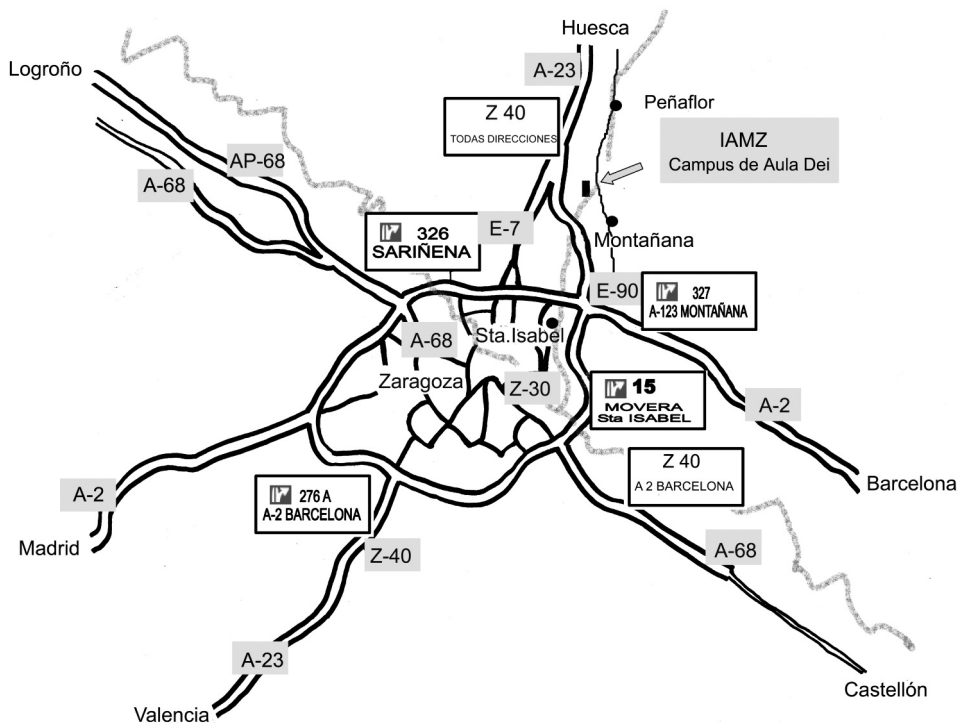 Huesca
Logroño
A-23
Peñaflor
Z 40
TODAS DIRECCIONES
IAMZ
Campus de Aula Dei
AP-68
A-68
326
SARIÑENA
E-7
Montañana
E-90
327
A-123 MONTAÑANA
A-68
Sta.Isabel
Zaragoza
Z-30
15
MOVERA
Sta ISABEL
A-2
Z 40
A 2 BARCELONA
Barcelona
A-2
276 A
A-2 BARCELONA
Madrid
Z-40
A-68
A-23
Castellón
Valencia